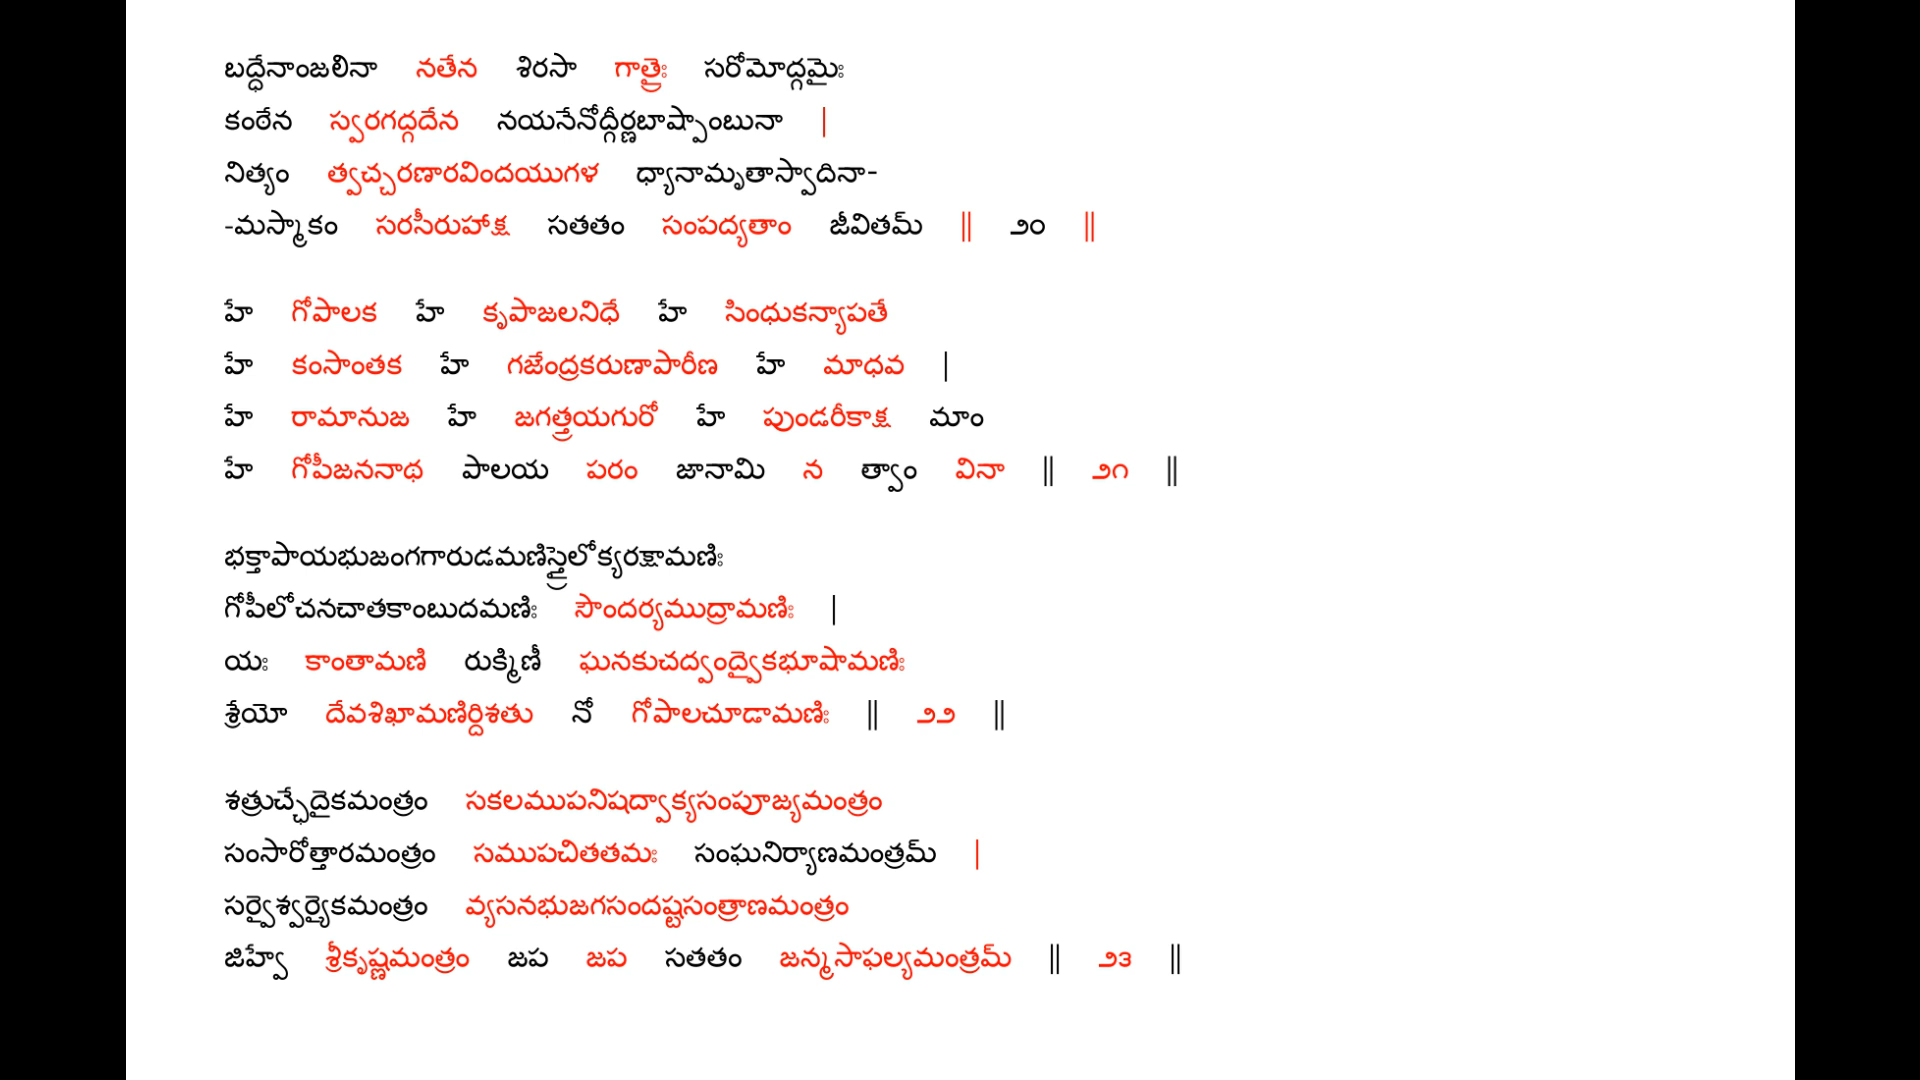 బద్ధేనాంజలినా నతేన శిరసా గాత్రైః సరోమోద్గమైః
కంఠేన స్వరగద్గదేన నయనేనోద్గీర్ణబాష్పాంబునా |
నిత్యం త్వచ్చరణారవిందయుగళ ధ్యానామృతాస్వాదినా-
-మస్మాకం సరసీరుహాక్ష సతతం సంపద్యతాం జీవితమ్ || ౨౦ ||
హే గోపాలక హే కృపాజలనిధే హే సింధుకన్యాపతే
హే కంసాంతక హే గజేంద్రకరుణాపారీణ హే మాధవ |
హే రామానుజ హే జగత్త్రయగురో హే పుండరీకాక్ష మాం
హే గోపీజననాథ పాలయ పరం జానామి న త్వాం వినా || ౨౧ ||
భక్తాపాయభుజంగగారుడమణిస్త్రైలోక్యరక్షామణిః
గోపీలోచనచాతకాంబుదమణిః సౌందర్యముద్రామణిః |
యః కాంతామణి రుక్మిణీ ఘనకుచద్వంద్వైకభూషామణిః
శ్రేయో దేవశిఖామణిర్దిశతు నో గోపాలచూడామణిః || ౨౨ ||
శత్రుచ్ఛేదైకమంత్రం సకలముపనిషద్వాక్యసంపూజ్యమంత్రం
సంసారోత్తారమంత్రం సముపచితతమః సంఘనిర్యాణమంత్రమ్ |
సర్వైశ్వర్యైకమంత్రం వ్యసనభుజగసందష్టసంత్రాణమంత్రం
జిహ్వే శ్రీకృష్ణమంత్రం జప జప సతతం జన్మసాఫల్యమంత్రమ్ || ౨౩ ||